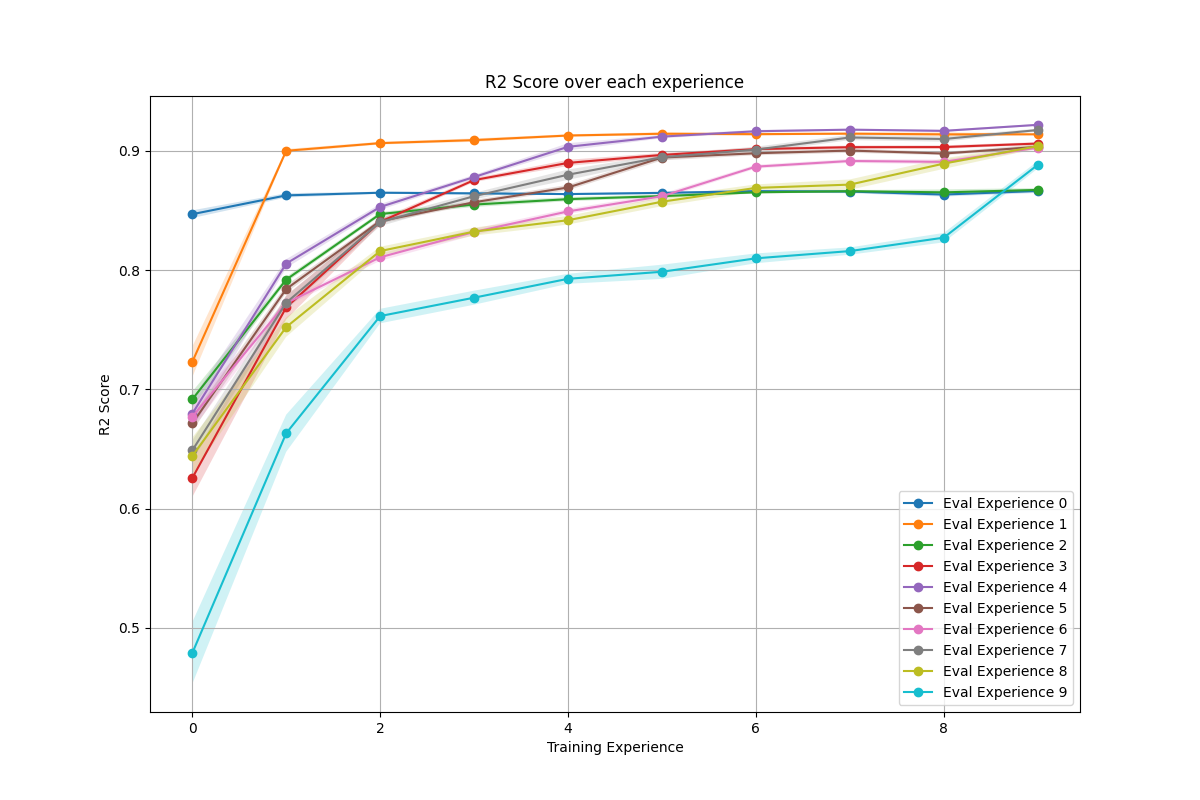 R2 Score over each experience
R2 Score
0.9
0.8
0.7
0.6
0.5
0
2
4
6
8
Training Experience
Eval Experience 0
Eval Experience 1
Eval Experience 2
Eval Experience 3
Eval Experience 4
Eval Experience 5
Eval Experience 6
Eval Experience 7
Eval Experience 8
Eval Experience 9